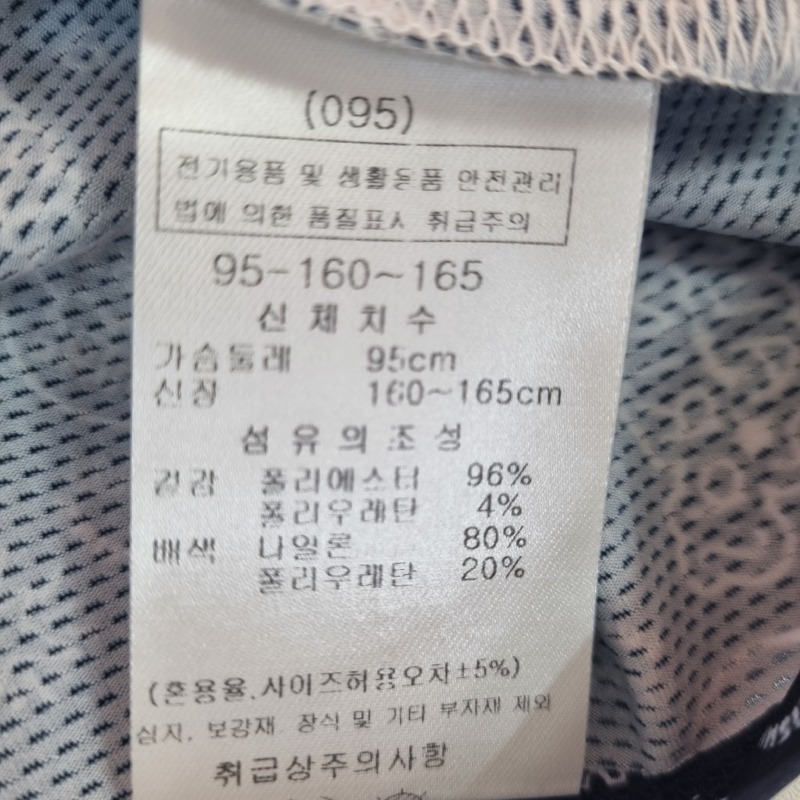 (095)
전기용품 및 생활용품 안전관리
법에 의한 품질표시 취급주의
95-160~165
신체치수
가슴둘레 95cm
신장 160~165cm
섬유의조성
겉감 폴리에스터 96%
폴리우레탄 4%
배색 나일론 80%
폴리우레탄 20%
(혼용율.사이즈허용오차±5%)
심지, 보강재. 장식 및 기타 부자재 제외
취급상주의사항